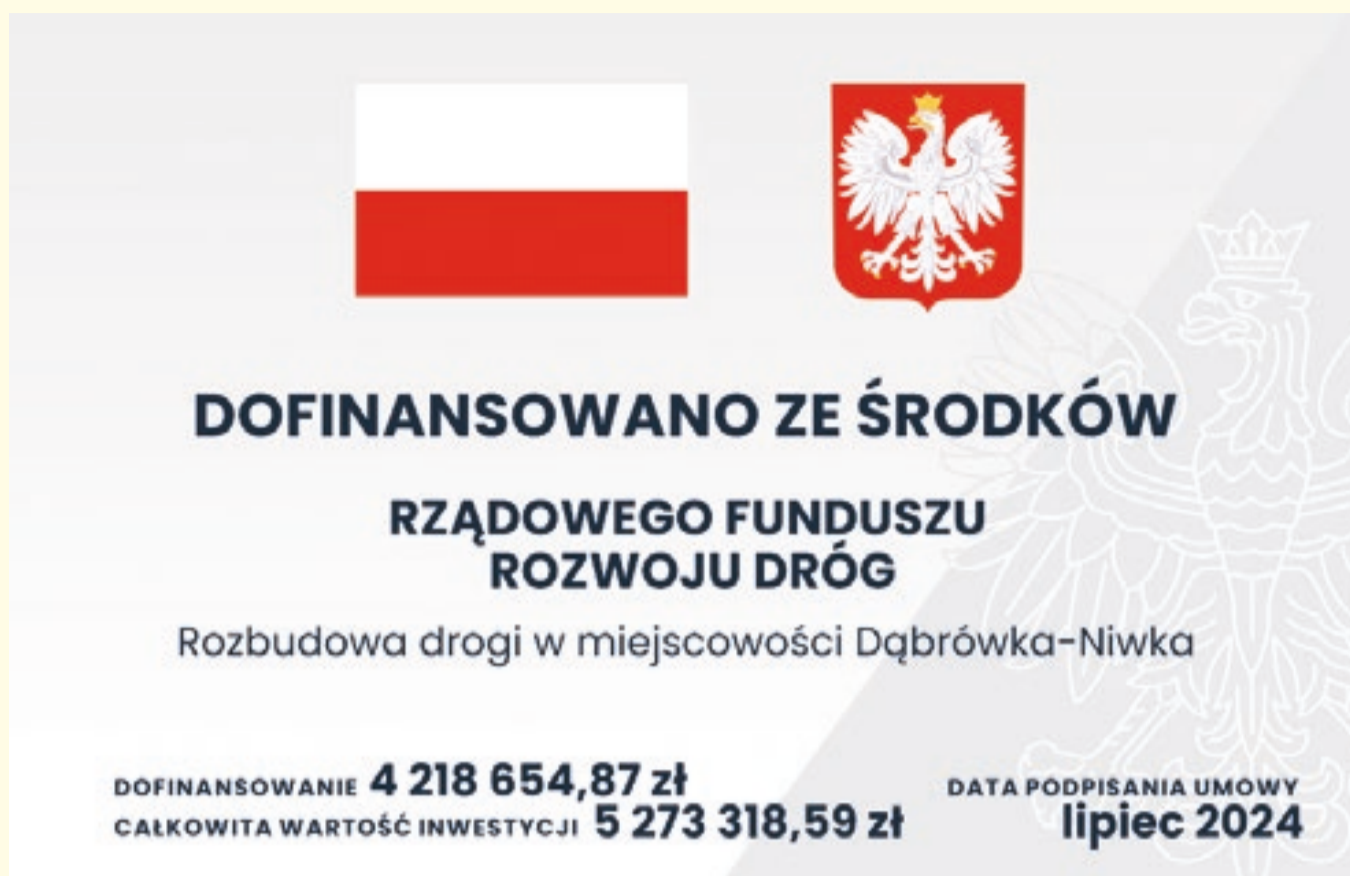 DOFINANSOWANO ZE ŚRODKÓW
RZĄDOWEGO FUNDUSZU
ROZWOJU DRÓG
Rozbudowa drogi w miejscowości Dąbrówka-Niwka
DOFINANSOWANIE 4 218 654,87 zł
CAŁKOWITA WARTOŚĆ INWESTYCJI 5 273 318,59 zł
DATA PODPISANIA UMOWY
lipiec 2024